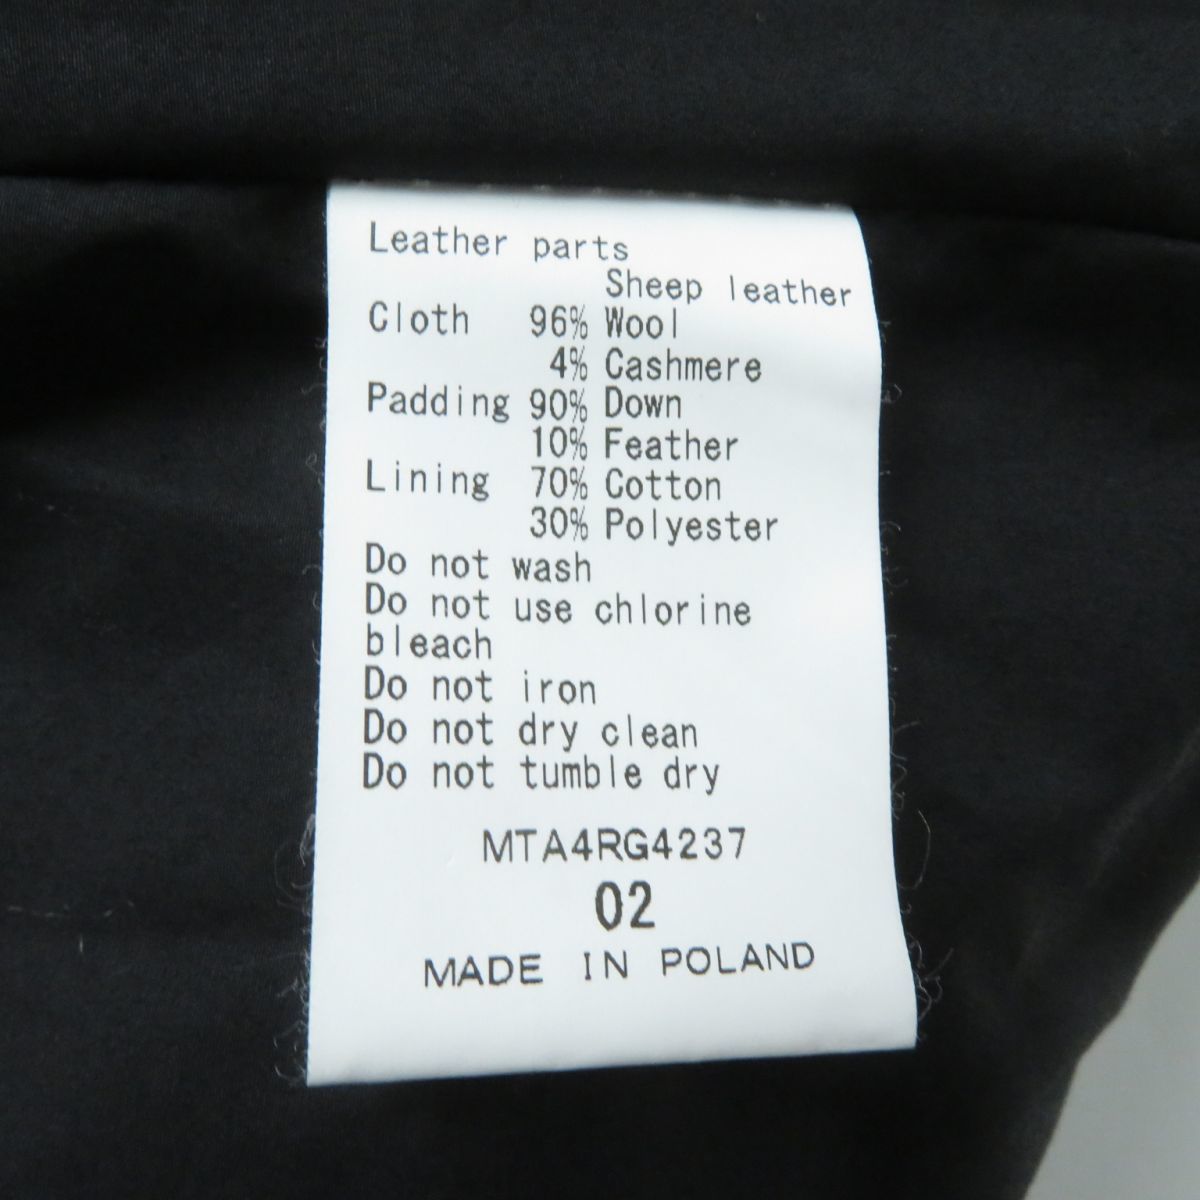 Leather parts
Sheep leather
Cloth 96% Wool
4% Cashmere
Padding 90% Down
10% Feather
Lining 70% Cotton
30% Polyester
Do not wash
Do not use chlorine
bleach
Do not iron
Do not dry clean
Do not tumble dry
MTA4RG4237
02
MADE IN POLAND